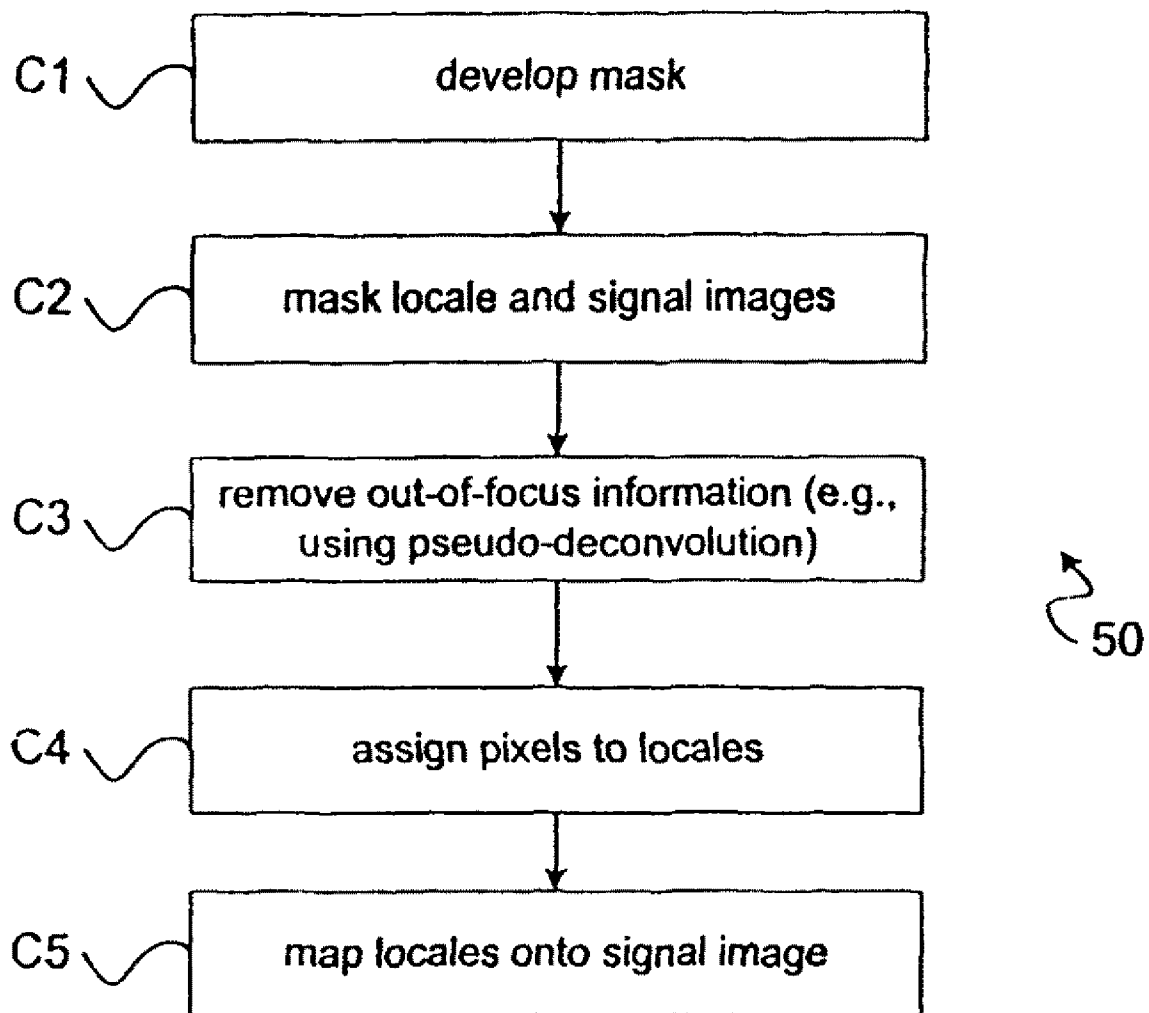 C1
develop mask
C2
mask locale and signal images
C3
remove out-of-focus information (e.g.,
using pseudo-deconvolution)
50
C4
assign pixels to locales
C5
map locales onto signal image